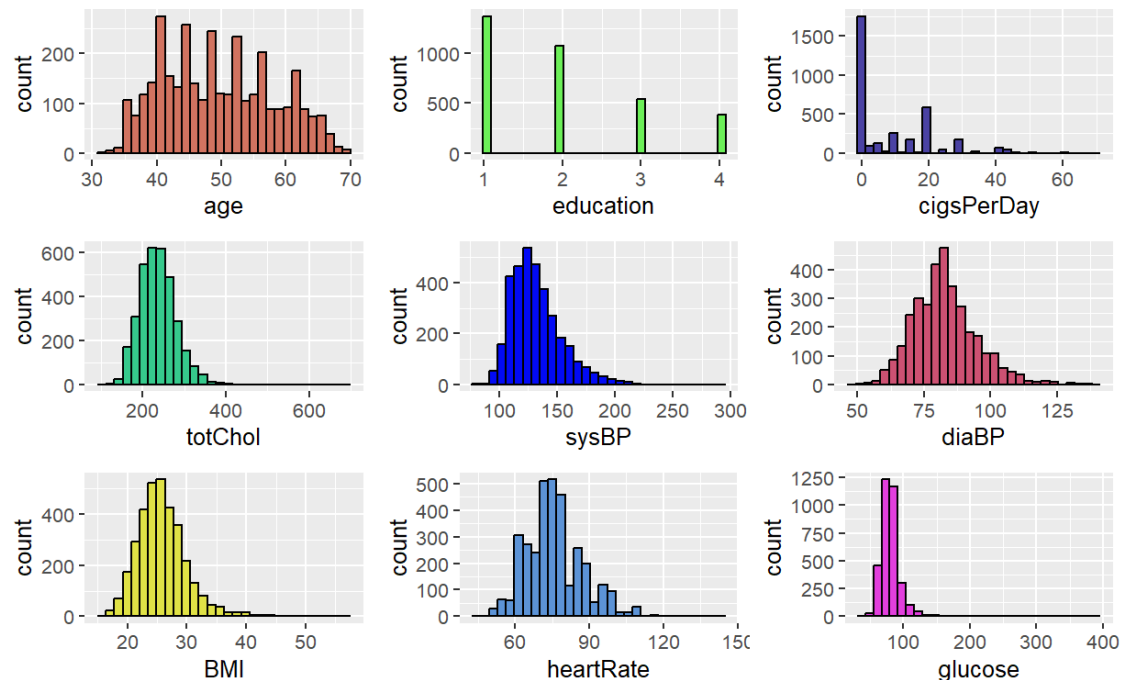 count
200
100
0
30 40 50 60 70
age
count
1000
500
0
1 2 3 4
education
count
1500
1000
500
0
0 20 40 60
cigsPerDay
count
600
400
200
0
200 400 600
totChol
count
400
200
0
100 150 200 250 300
sysBP
count
400
300
200
100
0
50 75 100 125
diaBP
count
400
200
0
20 30 40 50
BMI
count
500
400
300
200
100
0
60 90 120 150
heartRate
count
1250
1000
750
500
250
0
100 200 300 400
glucose